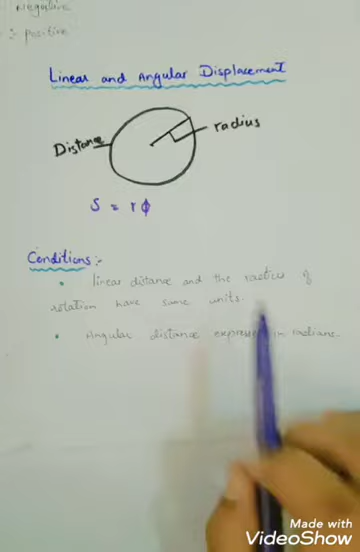 Negative
:- positive
Linear and Angular Displacement
Distance
radius
S = rϕ
Conditions :-
• linear distance and the radius of
rotation have same units.
• Angular distance expressed in radians.
Made with
VideoShow